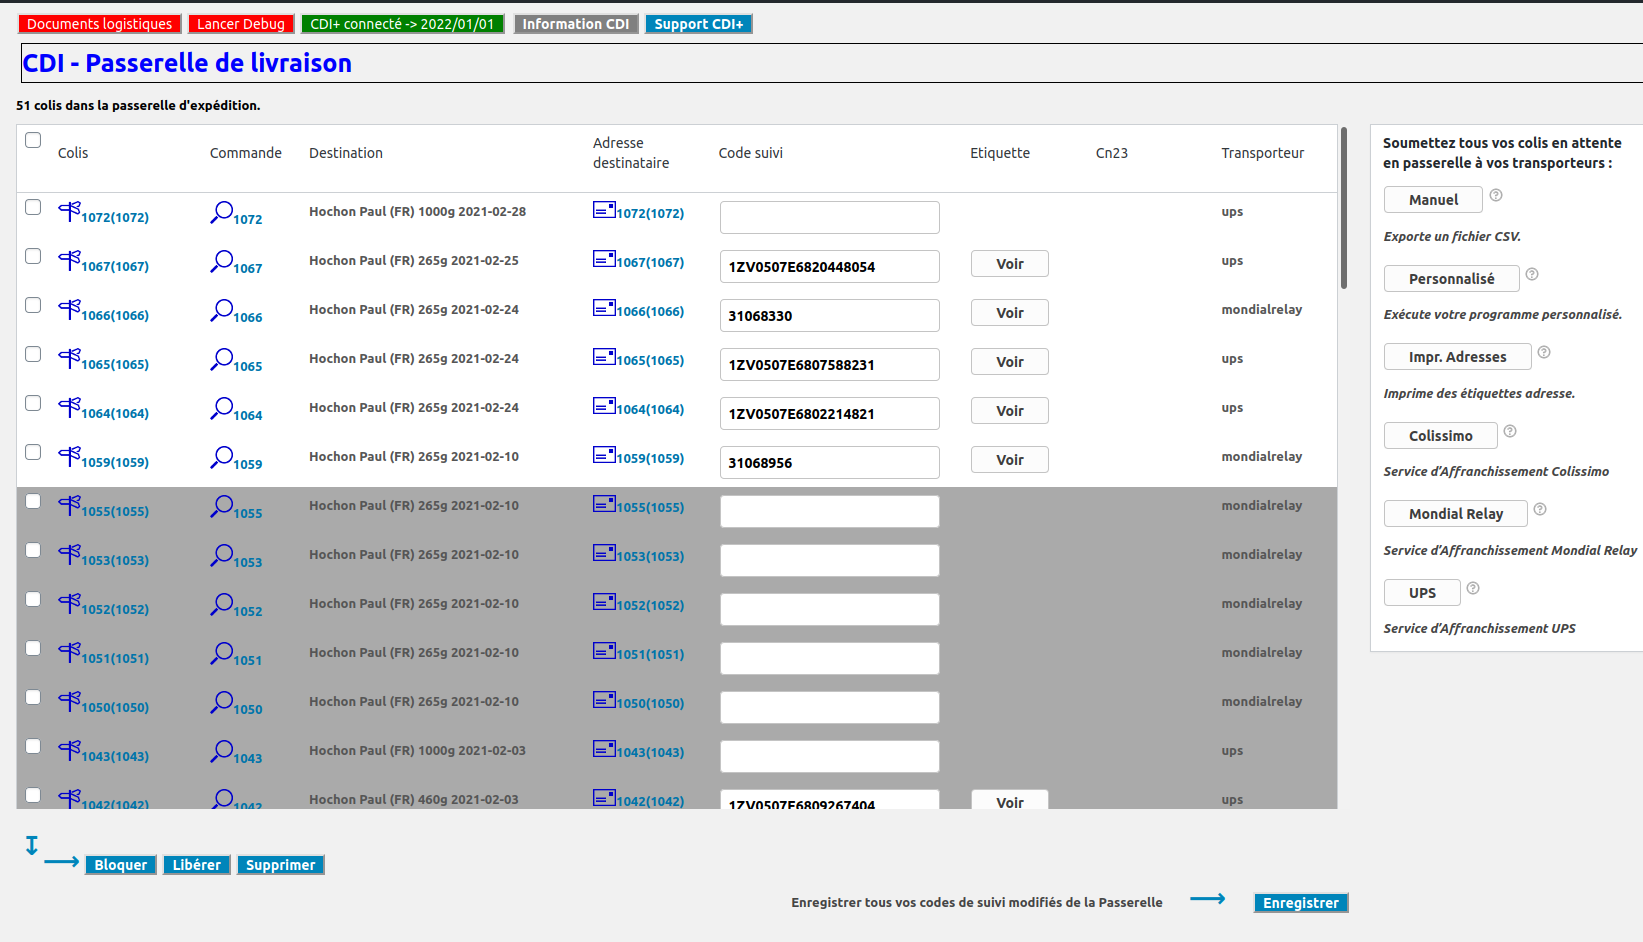 Documents logistiques Lancer Debug CDI+ connecté -> 2022/01/01 Information CDI Support CDI+
CDI - Passerelle de livraison
51 colis dans la passerelle d'expédition.
Colis Commande Destination Adresse destinataire Code suivi Etiquette Cn23 Transporteur
1072(1072) 1072 Hochon Paul (FR) 1000g 2021-02-28 1072(1072) ups
1067(1067) 1067 Hochon Paul (FR) 265g 2021-02-25 1067(1067) 1ZV0507E6820448054 Voir ups
1066(1066) 1066 Hochon Paul (FR) 265g 2021-02-24 1066(1066) 31068330 Voir mondialrelay
1065(1065) 1065 Hochon Paul (FR) 265g 2021-02-24 1065(1065) 1ZV0507E6807588231 Voir ups
1064(1064) 1064 Hochon Paul (FR) 265g 2021-02-24 1064(1064) 1ZV0507E6802214821 Voir ups
1059(1059) 1059 Hochon Paul (FR) 265g 2021-02-10 1059(1059) 31068956 Voir mondialrelay
1055(1055) 1055 Hochon Paul (FR) 265g 2021-02-10 1055(1055) mondialrelay
1053(1053) 1053 Hochon Paul (FR) 265g 2021-02-10 1053(1053) mondialrelay
1052(1052) 1052 Hochon Paul (FR) 265g 2021-02-10 1052(1052) mondialrelay
1051(1051) 1051 Hochon Paul (FR) 265g 2021-02-10 1051(1051) mondialrelay
1050(1050) 1050 Hochon Paul (FR) 265g 2021-02-10 1050(1050) mondialrelay
1043(1043) 1043 Hochon Paul (FR) 1000g 2021-02-03 1043(1043) ups
1042(1042) 1042 Hochon Paul (FR) 460g 2021-02-03 1042(1042) 1ZV0507E6809267404 Voir ups
Soumettez tous vos colis en attente
en passerelle à vos transporteurs :
Manuel
Exporte un fichier CSV.
Personnalisé
Exécute votre programme personnalisé.
Impr. Adresses
Imprime des étiquettes adresse.
Colissimo
Service d’Affranchissement Colissimo
Mondial Relay
Service d’Affranchissement Mondial Relay
UPS
Service d’Affranchissement UPS
Bloquer Libérer Supprimer
Enregistrer tous vos codes de suivi modifiés de la Passerelle Enregistrer